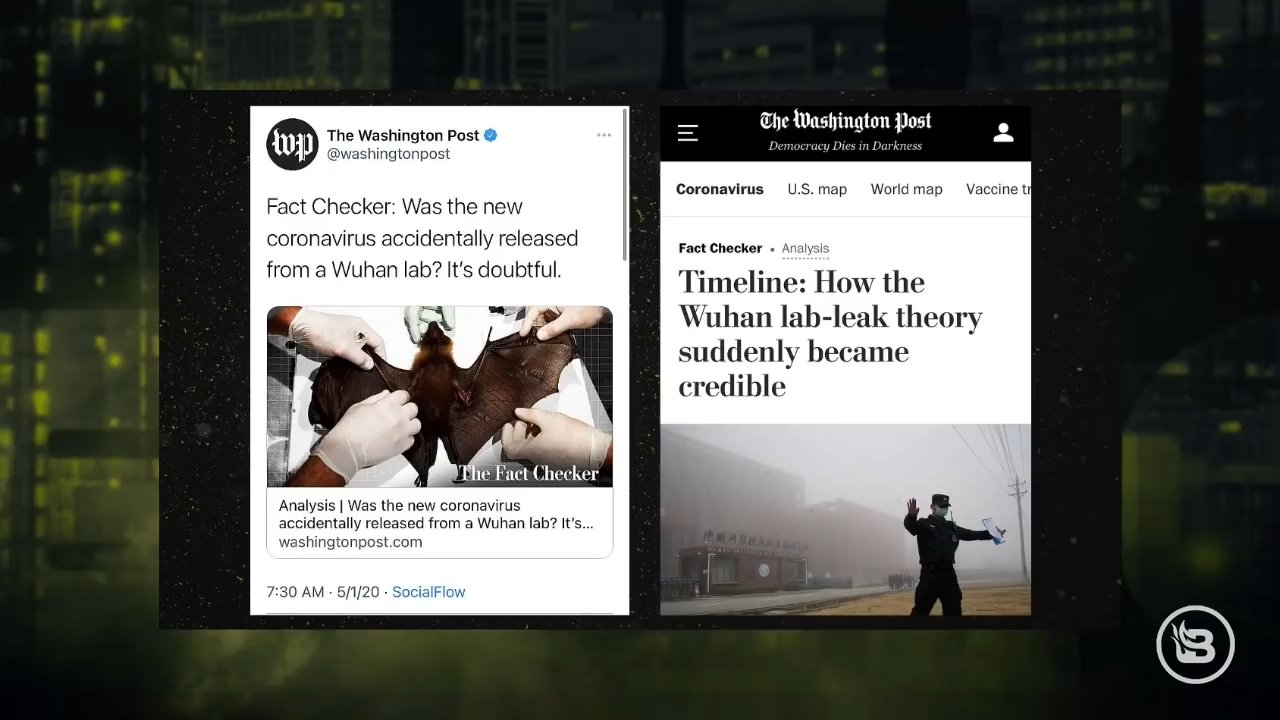 The Washington Post
@washingtonpost
Fact Checker: Was the new
coronavirus accidentally released
from a Wuhan lab? It's doubtful.
The Fact Checker
Analysis | Was the new coronavirus
accidentally released from a Wuhan lab? It's...
washingtonpost.com
7:30 AM · 5/1/20 · SocialFlow
The Washington Post
Democracy Dies in Darkness
Coronavirus U.S. map World map Vaccine tr
Fact Checker • Analysis
Timeline: How the
Wuhan lab-leak theory
suddenly became
credible